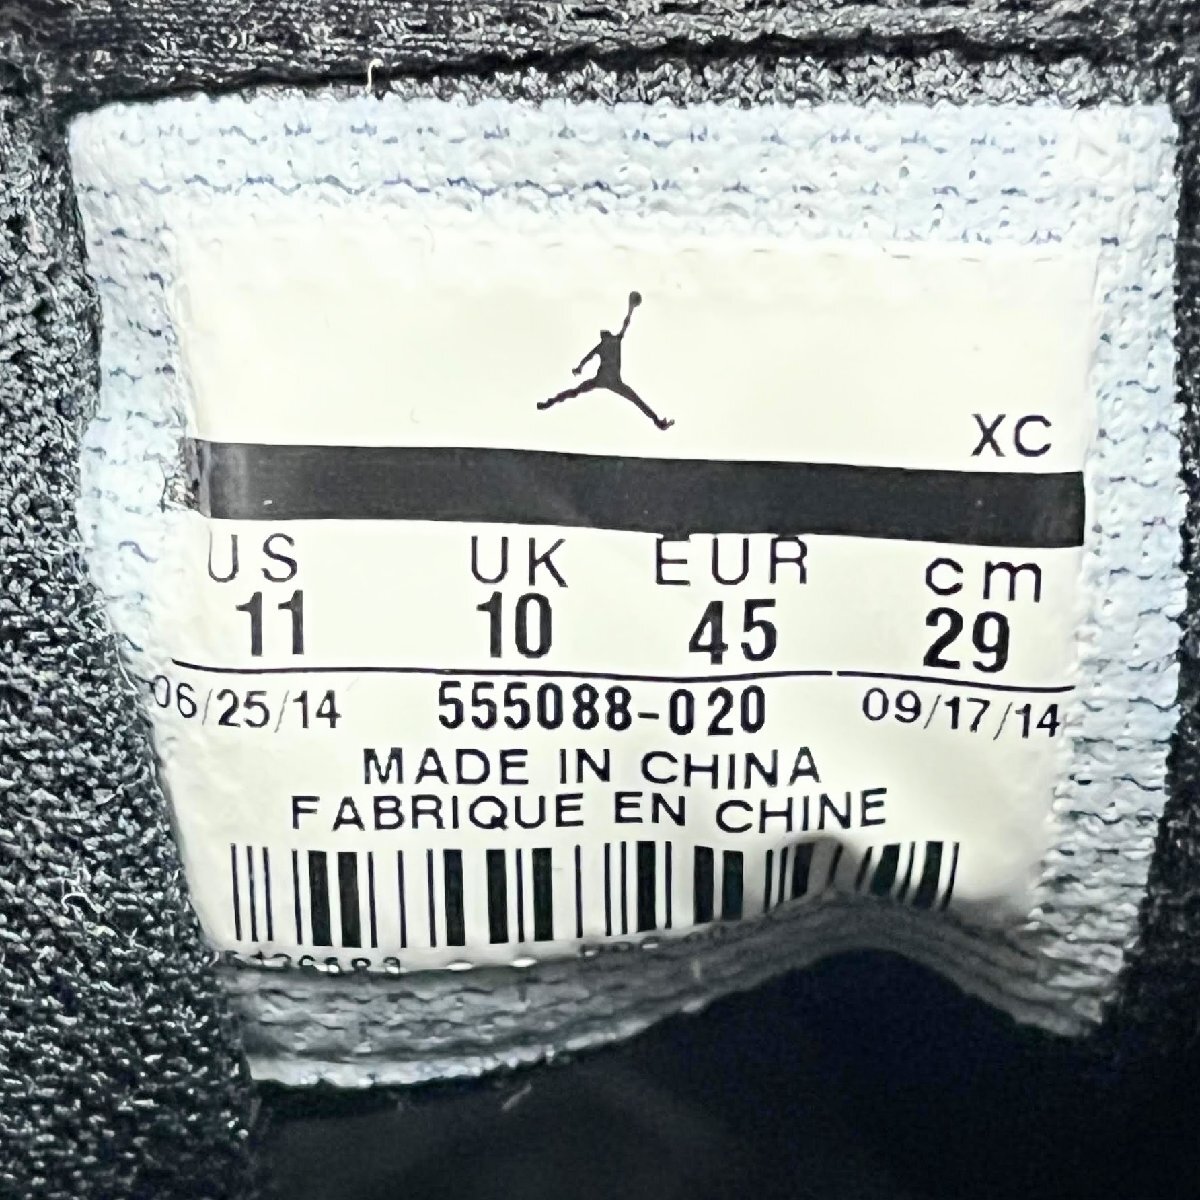 XC
US UK EUR cm
11 10 45 29
06/25/14 555088-020 09/17/14
MADE IN CHINA
FABRIQUE EN CHINE